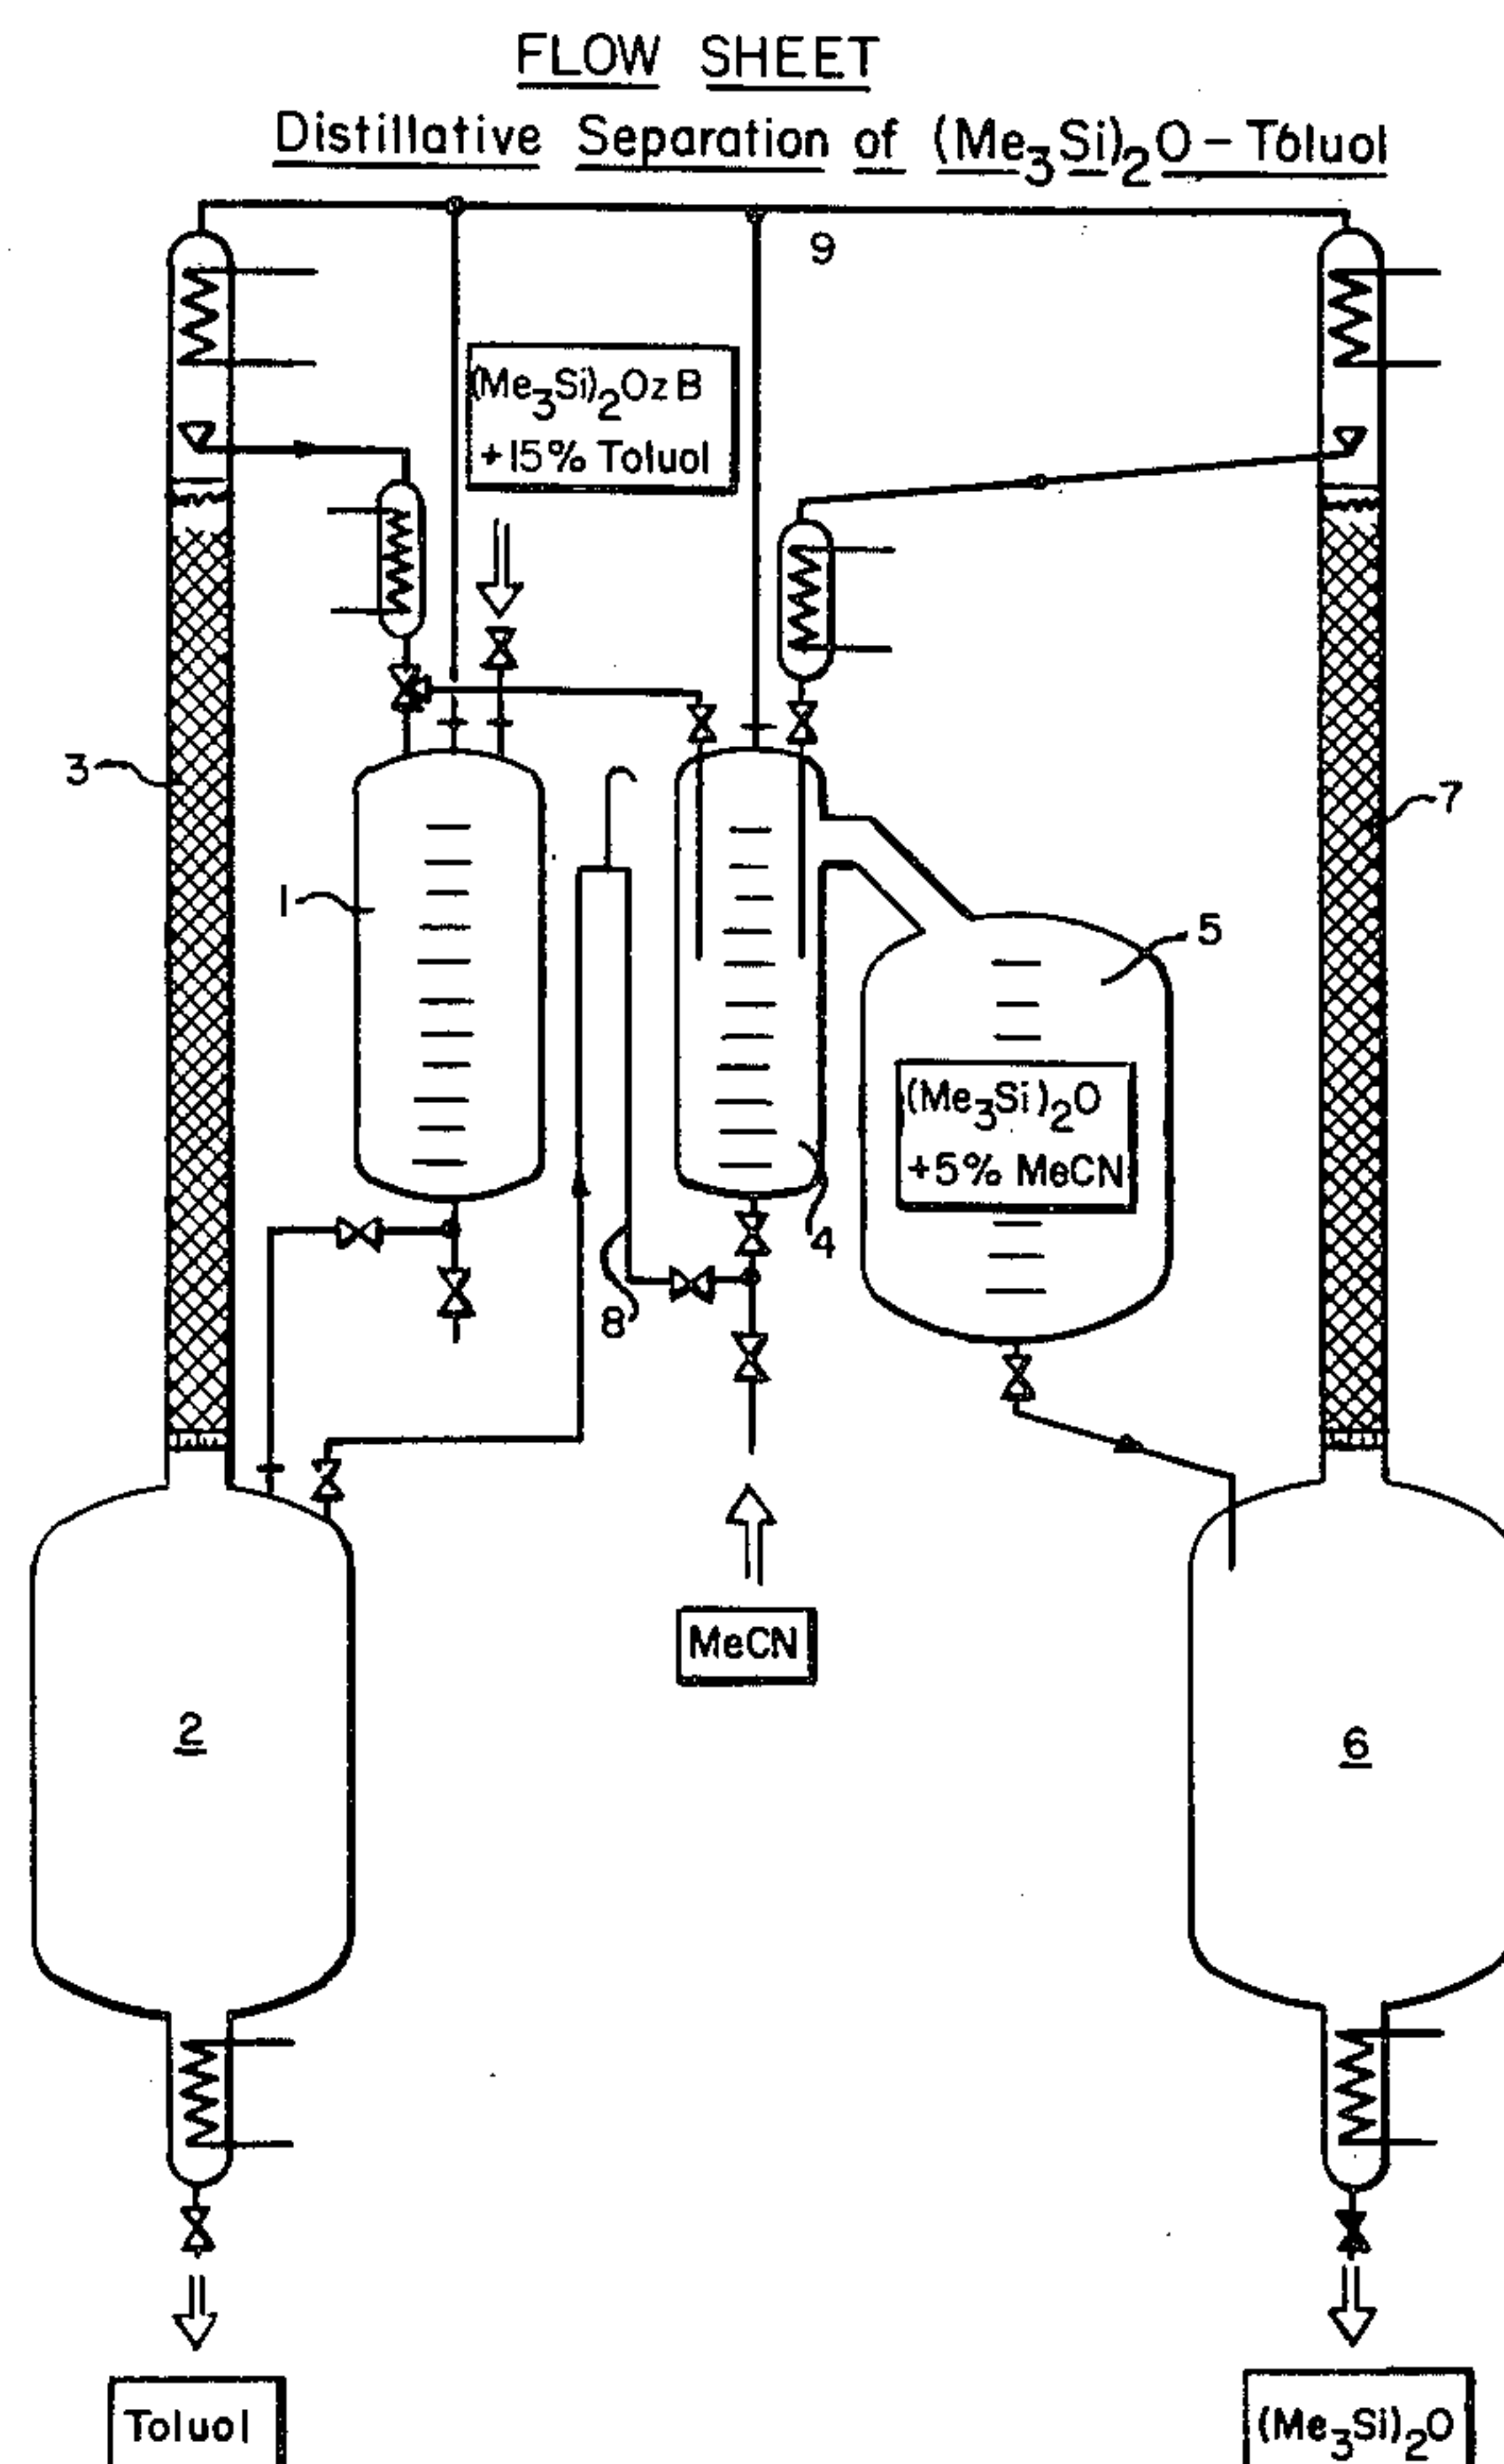 FLOW SHEET
Distillative Separation of (Me3Si)2O - Toluol
9
(Me3Si)2OzB
+15% Toluol
3
7
1
5
(Me3Si)2O
+5% MeCN
4
8
MeCN
2
6
Toluol
(Me3Si)2O